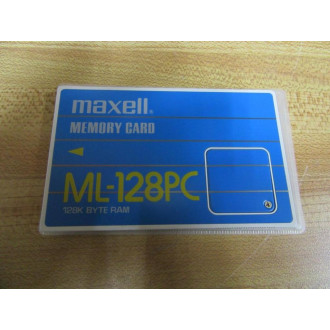 maxell.
MEMORY CARD
ML-128PC
128K BYTE RAM